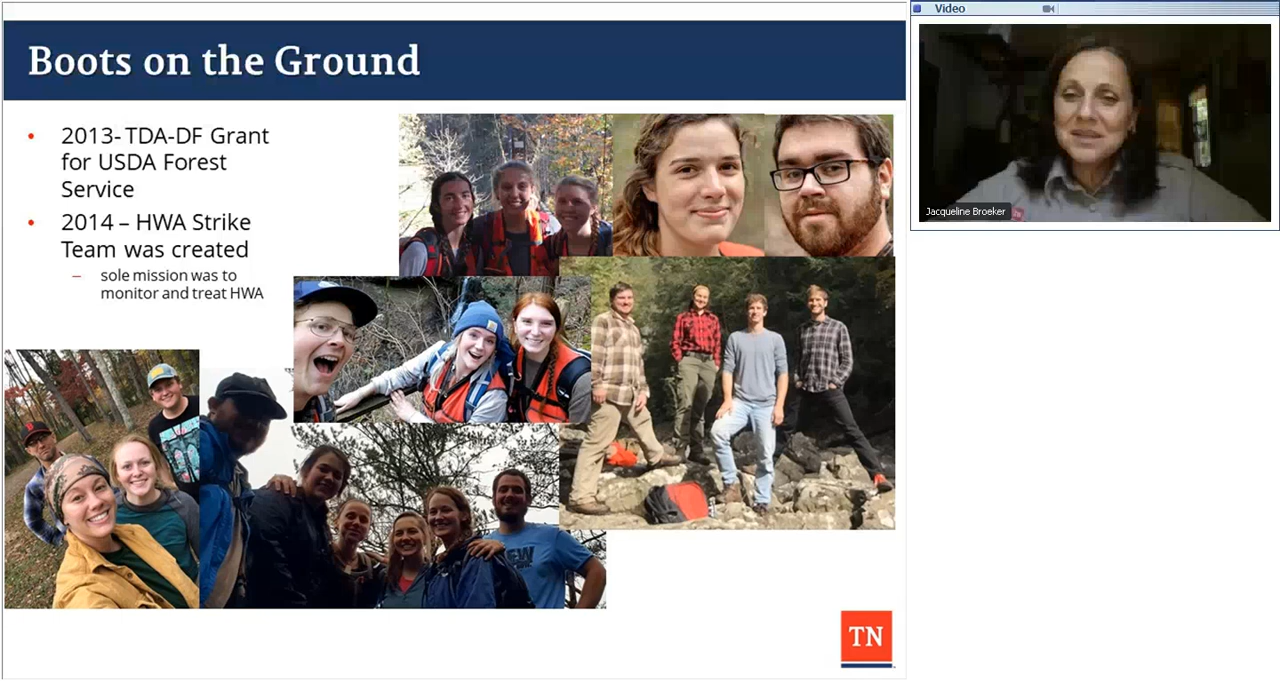 Boots on the Ground
• 2013- TDA-DF Grant
for USDA Forest
Service
• 2014 – HWA Strike
Team was created
– sole mission was to
monitor and treat HWA
TN
Video
Jacqueline Broeker